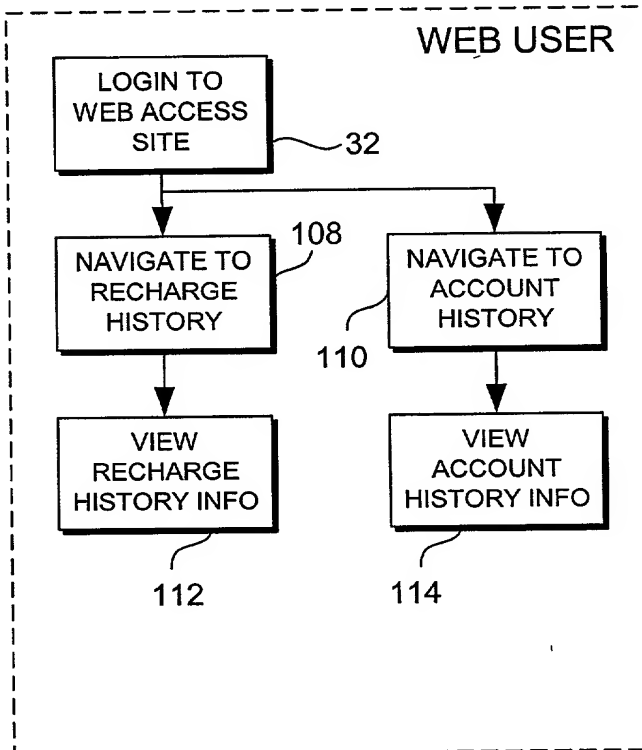 WEB USER
LOGIN TO
WEB ACCESS
SITE
32
108
NAVIGATE TO
RECHARGE
HISTORY
NAVIGATE TO
ACCOUNT
HISTORY
110
VIEW
RECHARGE
HISTORY INFO
VIEW
ACCOUNT
HISTORY INFO
112
114